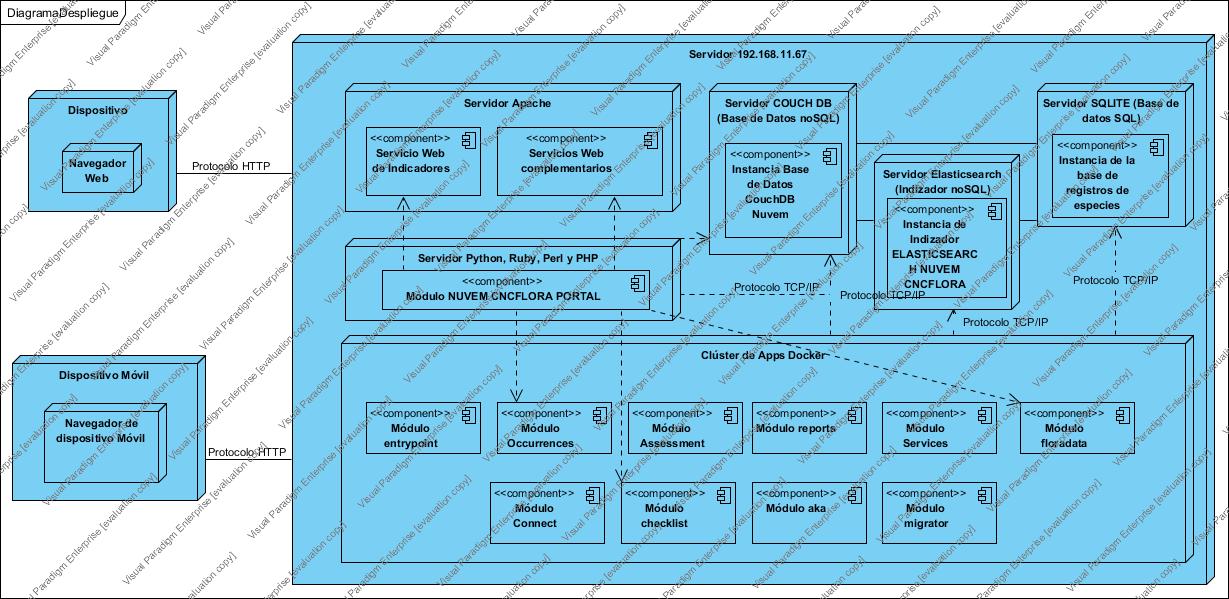 DiagramaDespliegue
Servidor 192.168.11.67
Dispositivo
Navegador
Web
Protocolo HTTP
Dispositivo Móvil
Navegador de
dispositivo Móvil
Protocolo HTTP
Servidor Apache
<<component>>
Servicio Web
de Indicadores
<<component>>
Servicios Web
complementarios
Servidor COUCH DB
(Base de Datos noSQL)
<<component>>
Instancia Base
de Datos
CouchDB
Nuvem
Servidor Elasticsearch
(Indizador noSQL)
<<component>>
Instancia de
Indizador
ELASTICSEARC
H NUVEM
CNCFLORA
Servidor SQLITE (Base de
datos SQL)
<<component>>
Instancia de la
base de
registros de
especies
Servidor Python, Ruby, Perl y PHP
<<component>>
Módulo NUVEM CNCFLORA PORTAL
Protocolo TCP/IP
Protocolo TCP/IP
Protocolo TCP/IP
Protocolo TCP/IP
Clúster de Apps Docker
<<component>>
Módulo
entrypoint
<<component>>
Módulo
Occurrences
<<component>>
Módulo
Assessment
<<component>>
Módulo reports
<<component>>
Módulo
Services
<<component>>
Módulo
floradata
<<component>>
Módulo
Connect
<<component>>
Módulo
checklist
<<component>>
Módulo aka
<<component>>
Módulo
migrator
Visual Paradigm Enterprise [evaluation copy]